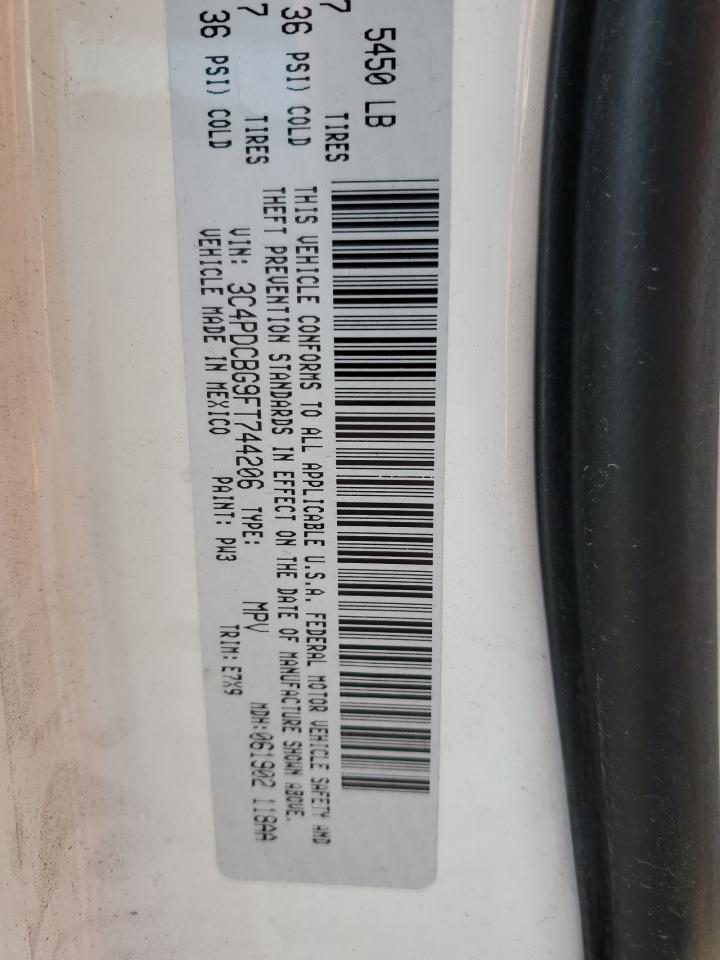 5450 LB
7 TIRES
36 PSI) COLD
7 TIRES
36 PSI) COLD
THIS VEHICLE CONFORMS TO ALL APPLICABLE U.S.A. FEDERAL MOTOR VEHICLE SAFETY AND
THEFT PREVENTION STANDARDS IN EFFECT ON THE DATE OF MANUFACTURE SHOWN ABOVE.
VIN: 3C4PDCBG9FT744206 TYPE: MPV MDH:061902 118AA
VEHICLE MADE IN MEXICO PAINT: PW3 TRIM: E7X9